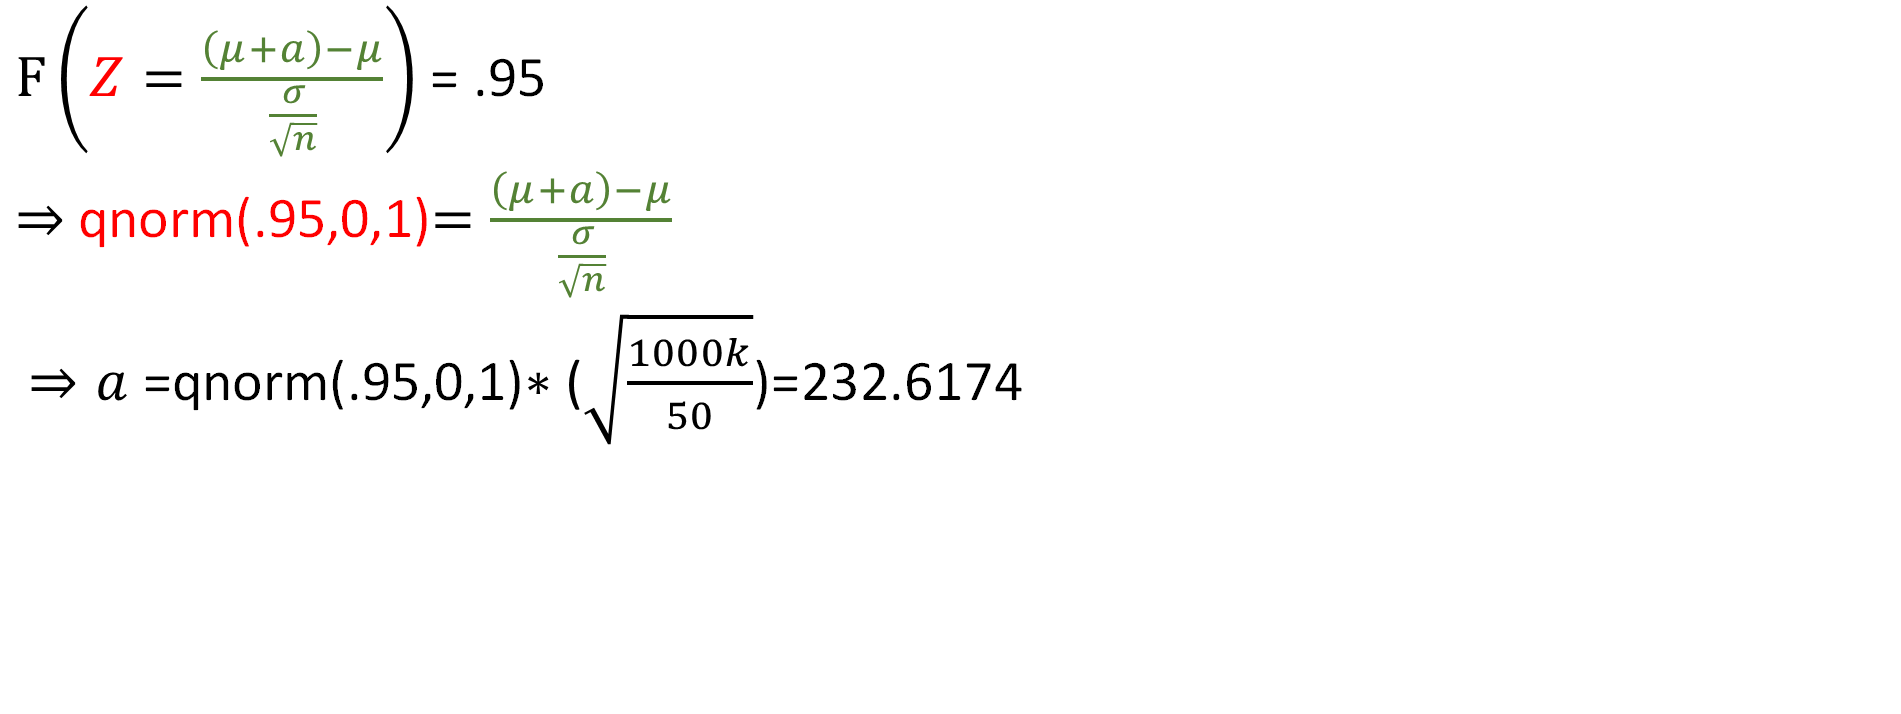 F(Z = ((μ+a)−μ)/(σ/√n)) = .95
⇒ qnorm(.95,0,1)= ((μ+a)−μ)/(σ/√n)
⇒ a =qnorm(.95,0,1)∗ (√(1000k/50))=232.6174